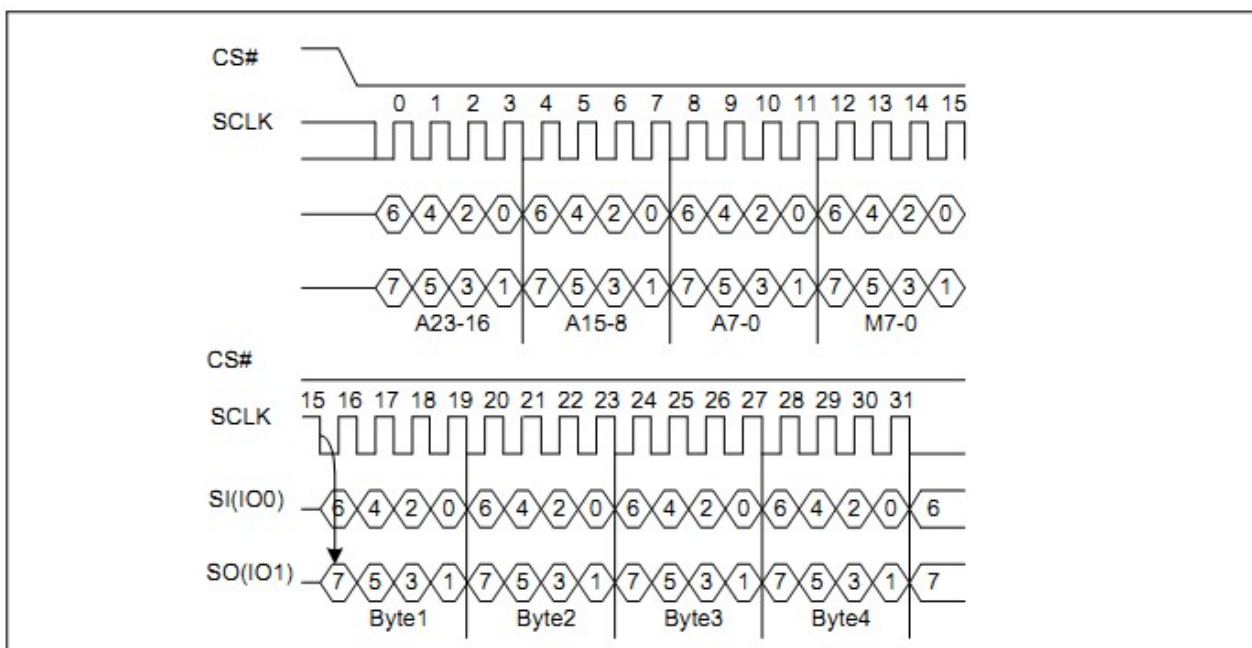 CS#
0 1 2 3 4 5 6 7 8 9 10 11 12 13 14 15
SCLK
6 4 2 0 6 4 2 0 6 4 2 0 6 4 2 0
7 5 3 1 7 5 3 1 7 5 3 1 7 5 3 1
A23-16 A15-8 A7-0 M7-0
CS#
15 16 17 18 19 20 21 22 23 24 25 26 27 28 29 30 31
SCLK
SI(IO0) 6 4 2 0 6 4 2 0 6 4 2 0 6 4 2 0 6
SO(IO1) 7 5 3 1 7 5 3 1 7 5 3 1 7 5 3 1 7
Byte1 Byte2 Byte3 Byte4